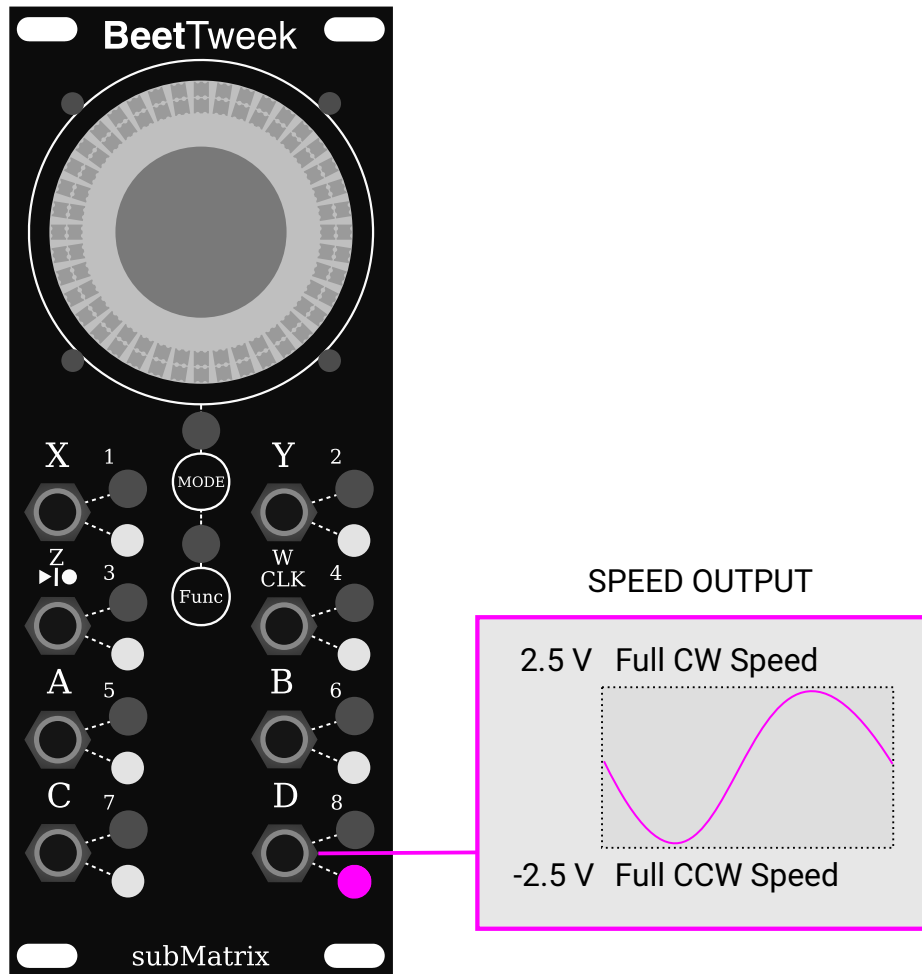 BeetTweek
X 1 Y 2
MODE
Z 3 W
CLK 4
Func
A 5 B 6
C 7 D 8
subMatrix
SPEED OUTPUT
2.5 V Full CW Speed
-2.5 V Full CCW Speed